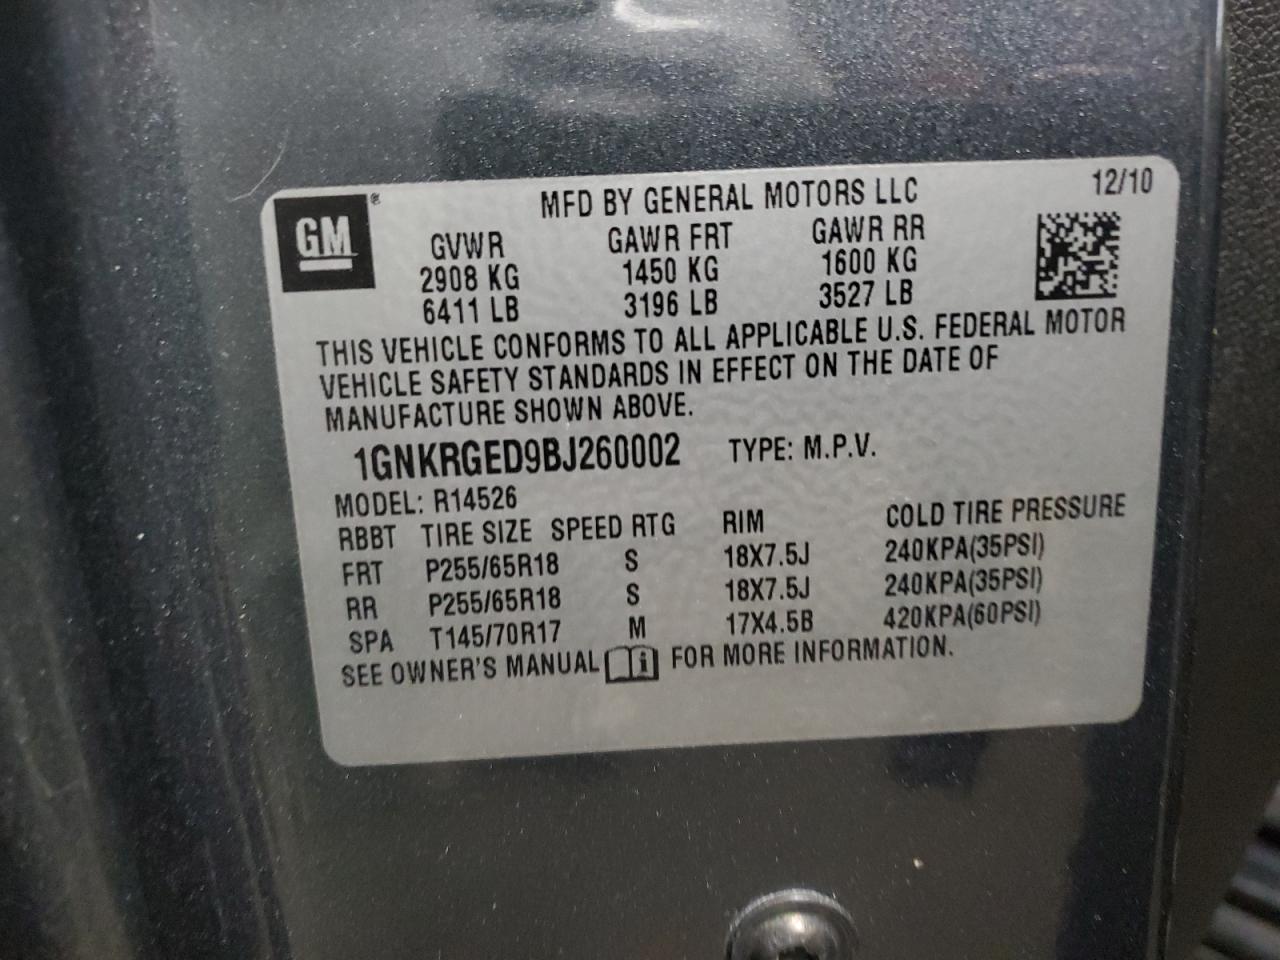 GM® MFD BY GENERAL MOTORS LLC 12/10
GVWR GAWR FRT GAWR RR
2908 KG 1450 KG 1600 KG
6411 LB 3196 LB 3527 LB
THIS VEHICLE CONFORMS TO ALL APPLICABLE U.S. FEDERAL MOTOR
VEHICLE SAFETY STANDARDS IN EFFECT ON THE DATE OF
MANUFACTURE SHOWN ABOVE.
1GNKRGED9BJ260002 TYPE: M.P.V.
MODEL: R14526
RBBT TIRE SIZE SPEED RTG RIM COLD TIRE PRESSURE
FRT P255/65R18 S 18X7.5J 240KPA(35PSI)
RR P255/65R18 S 18X7.5J 240KPA(35PSI)
SPA T145/70R17 M 17X4.5B 420KPA(60PSI)
SEE OWNER'S MANUAL i FOR MORE INFORMATION.